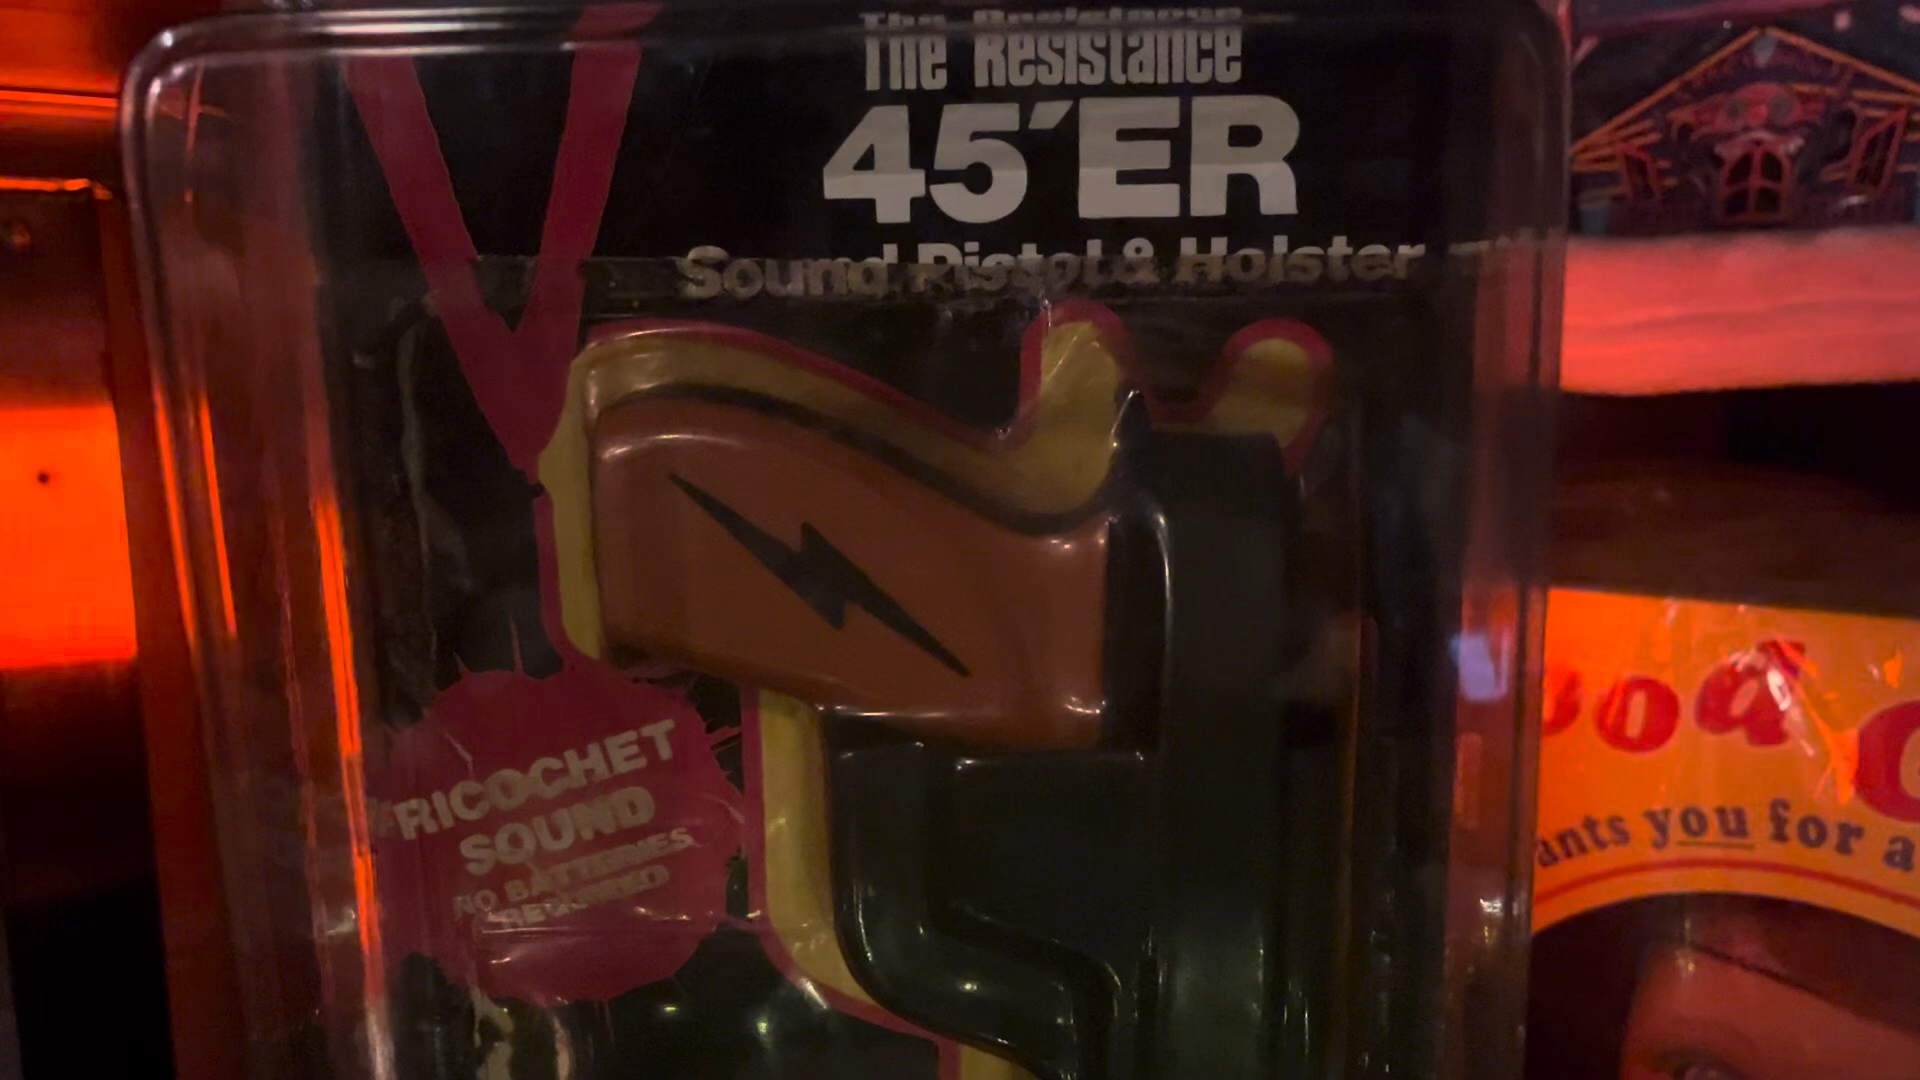 The Resistance
45'ER
Sound Pistol & Holster
RICOCHET
SOUND
NO BATTERIES
REQUIRED
ants you for a